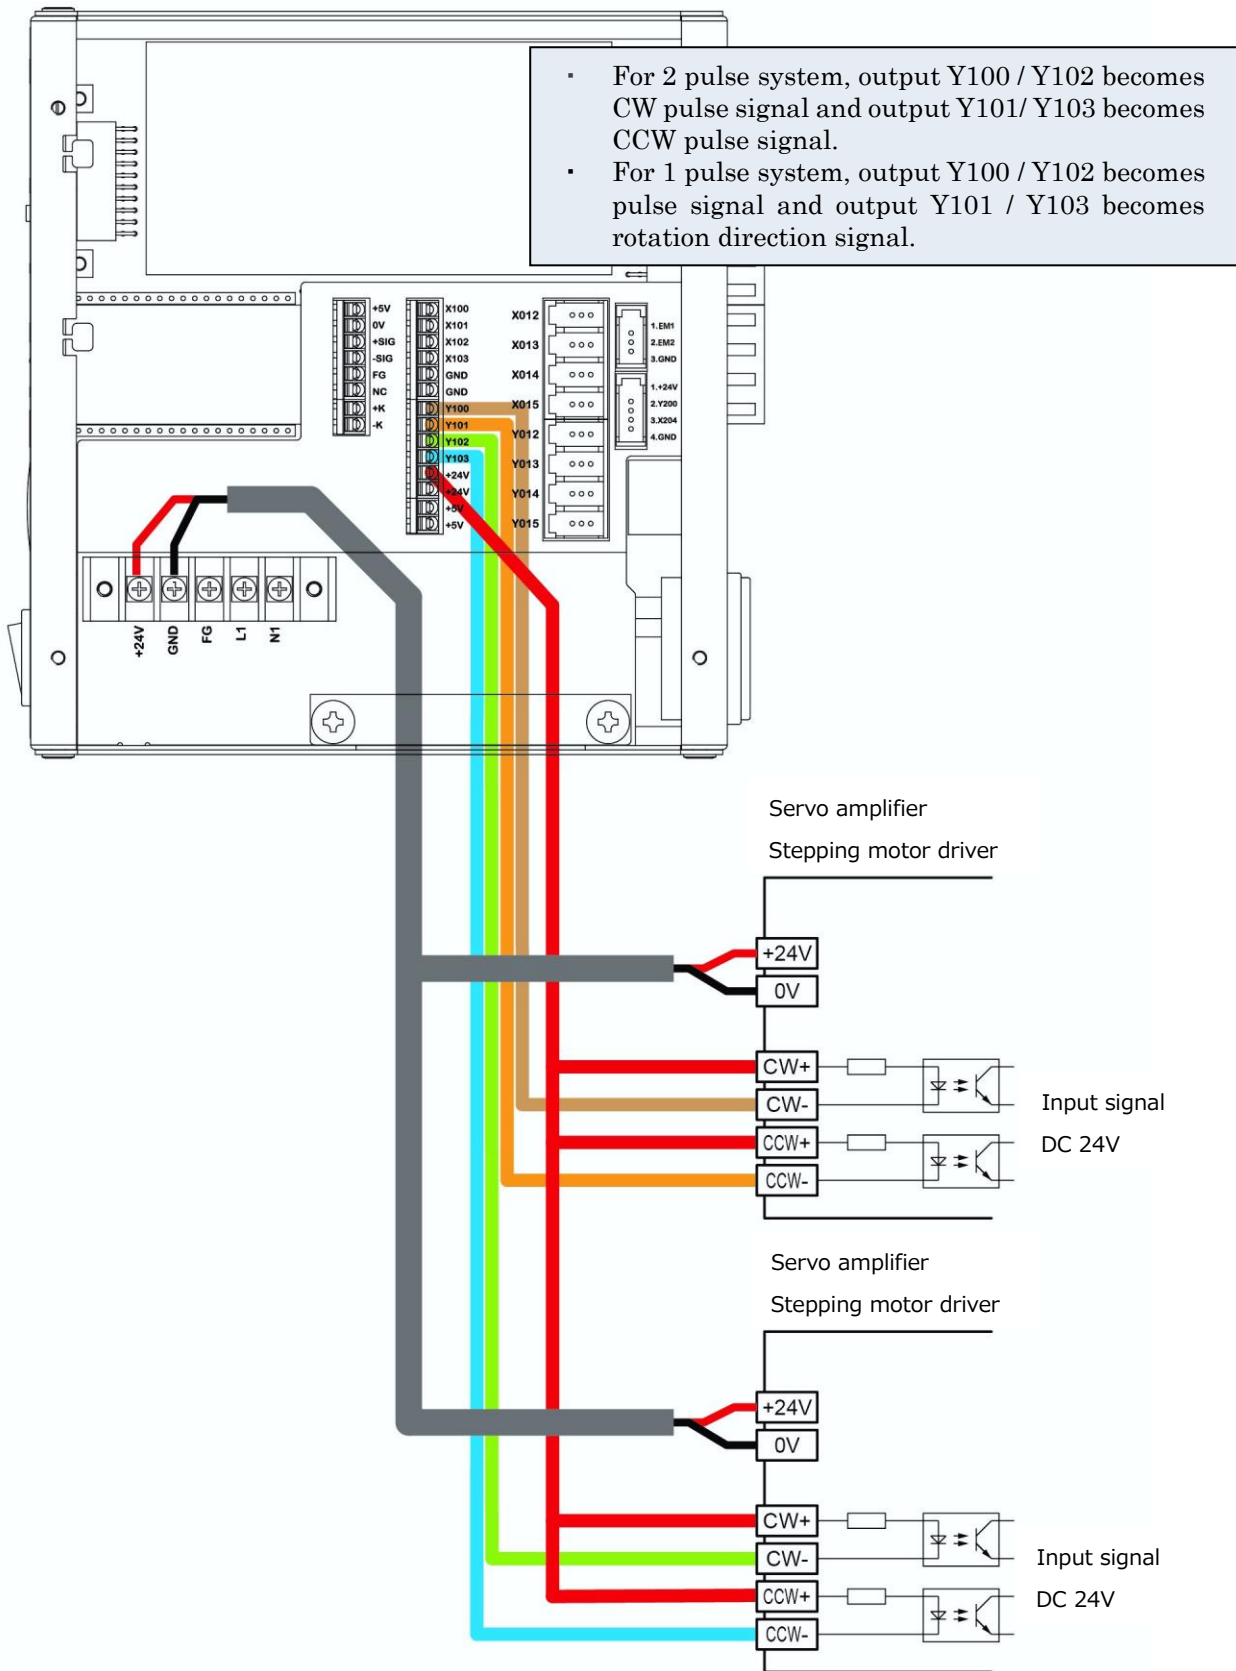 · For 2 pulse system, output Y100 / Y102 becomes
CW pulse signal and output Y101/ Y103 becomes
CCW pulse signal.
· For 1 pulse system, output Y100 / Y102 becomes
pulse signal and output Y101 / Y103 becomes
rotation direction signal.
+5V
0V
+SIG
-SIG
FG
NC
+K
-K
X100
X101
X102
X103
GND
GND
Y100
Y101
Y102
Y103
+24V
+24V
+5V
+5V
X012
X013
X014
X015
Y012
Y013
Y014
Y015
1.EM1
2.EM2
3.GND
1.+24V
2.Y200
3.X204
4.GND
+24V
GND
FG
L1
N1
Servo amplifier
Stepping motor driver
+24V
0V
CW+
CW-
CCW+
CCW-
Input signal
DC 24V
Servo amplifier
Stepping motor driver
+24V
0V
CW+
CW-
CCW+
CCW-
Input signal
DC 24V